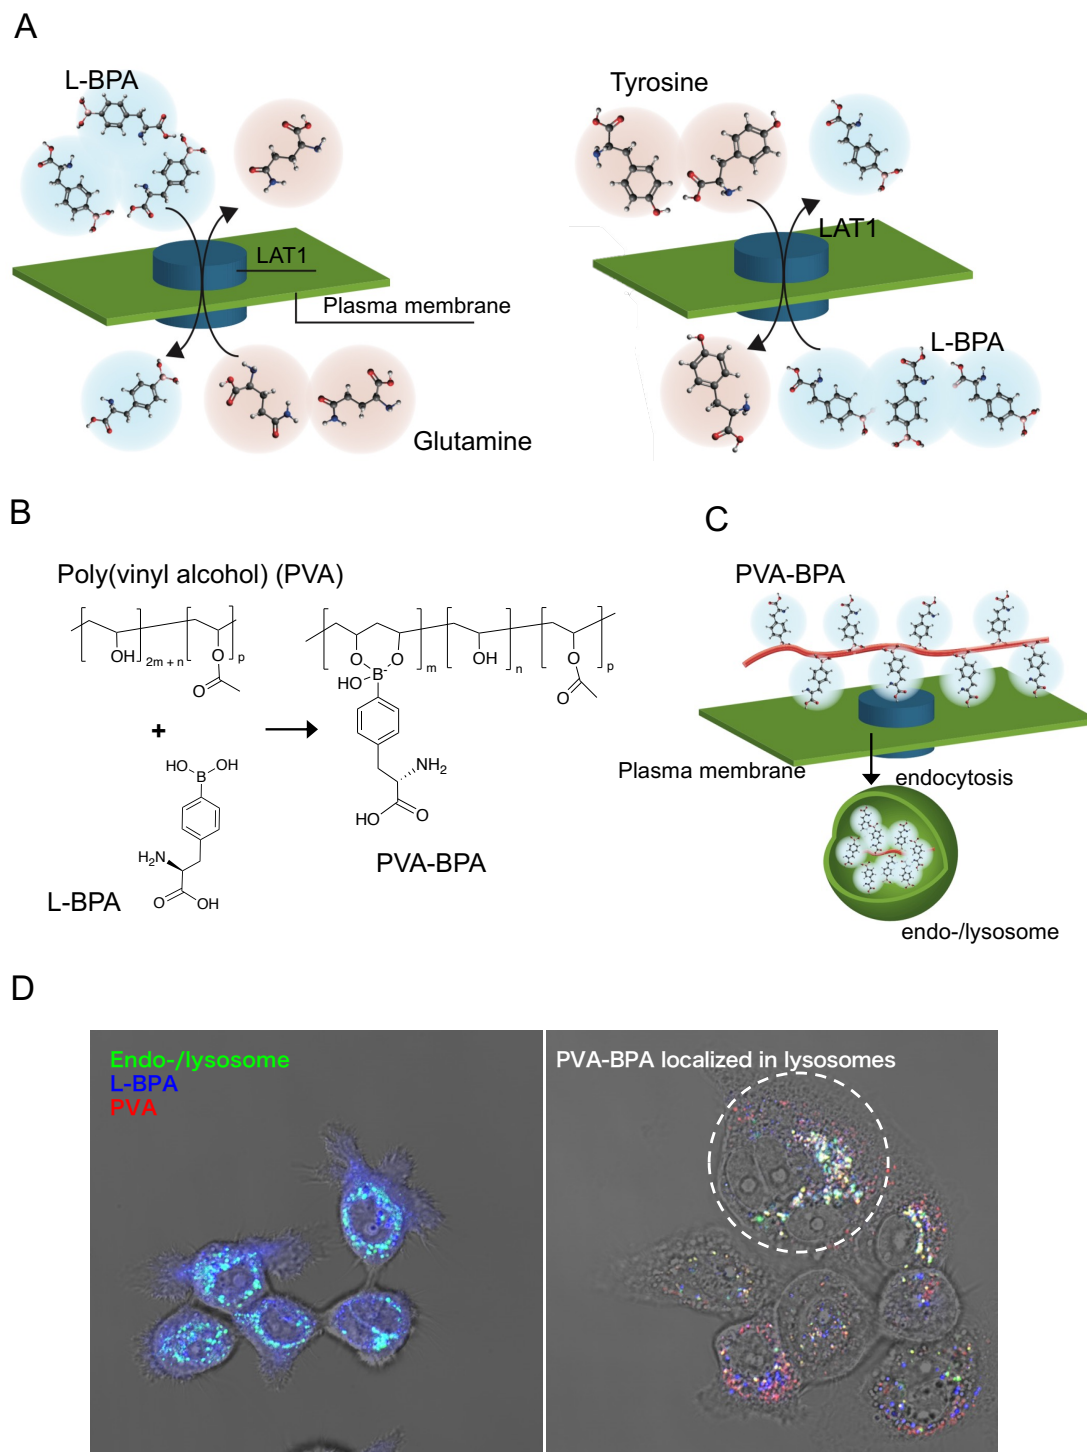 A
L-BPA
Tyrosine
LAT1
LAT1
Plasma membrane
L-BPA
Glutamine
B
C
Poly(vinyl alcohol) (PVA)
PVA-BPA
OH
2m + n
O
O
p
O
O
B
HO
m
OH
n
O
O
p
+
HO
OH
B
NH2
HO
O
H2N
O
OH
L-BPA
PVA-BPA
Plasma membrane
endocytosis
endo-/lysosome
D
Endo-/lysosome
L-BPA
PVA
PVA-BPA localized in lysosomes